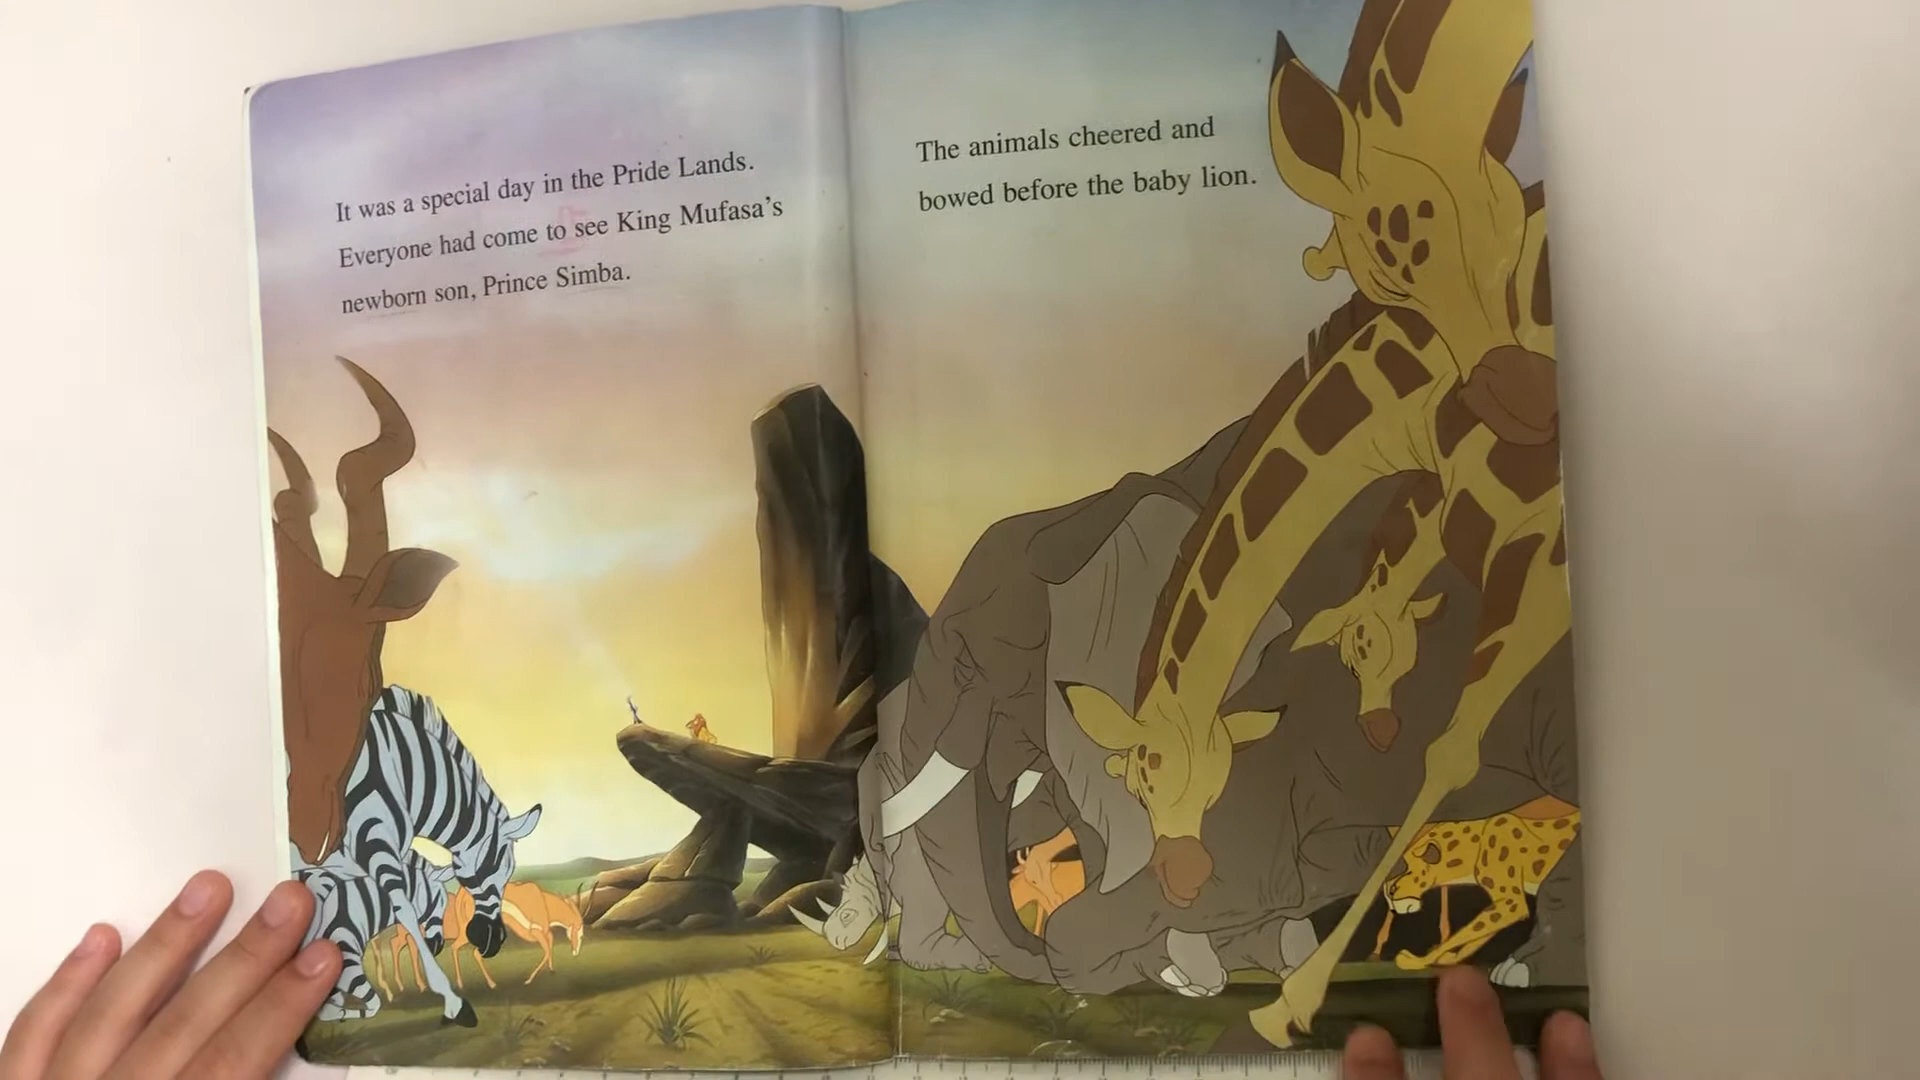 It was a special day in the Pride Lands.
Everyone had come to see King Mufasa's
newborn son, Prince Simba.
The animals cheered and
bowed before the baby lion.